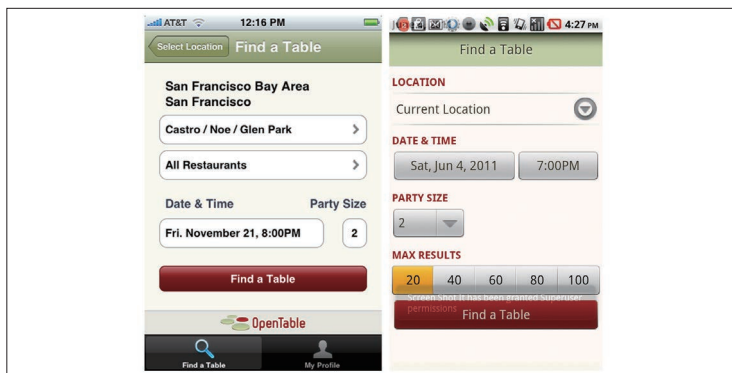 AT&T 12:16 PM
Select Location Find a Table
San Francisco Bay Area
San Francisco
Castro / Noe / Glen Park
All Restaurants
Date & Time Party Size
Fri. November 21, 8:00PM 2
Find a Table
OpenTable
Find a Table My Profile
4:27 PM
Find a Table
LOCATION
Current Location
DATE & TIME
Sat, Jun 4, 2011 7:00PM
PARTY SIZE
2
MAX RESULTS
20 40 60 80 100
Screen Shot It has been granted Superuser
permissions
Find a Table